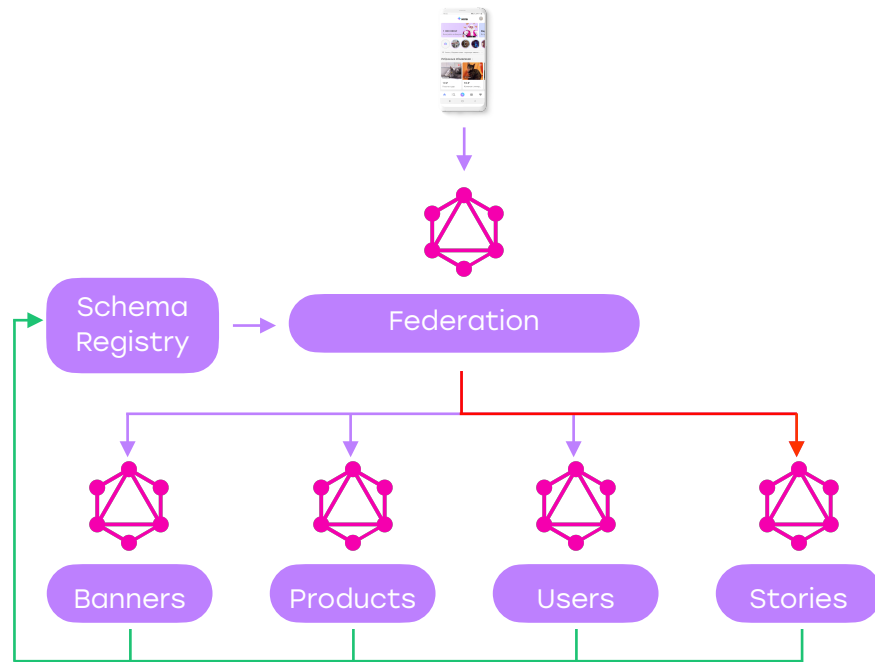 Schema
Registry
Federation
Banners
Products
Users
Stories